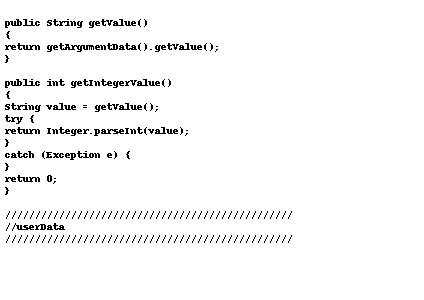 public String getValue()
{
return getArgumentData().getValue();
}

public int getIntegerValue()
{
String value = getValue();
try {
return Integer.parseInt(value);
}
catch (Exception e) {
}
return 0;
}

////////////////////////////////////////////////
//userData
////////////////////////////////////////////////